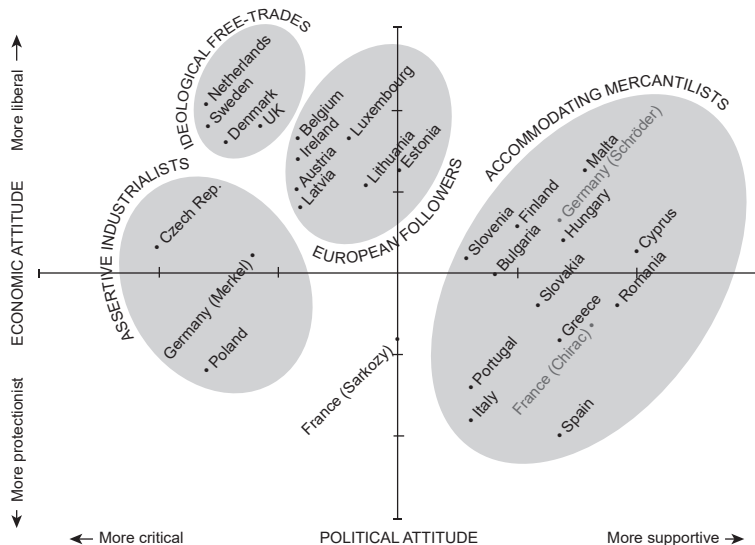 IDEOLOGICAL FREE-TRADES
Netherlands
Sweden
Denmark
UK
EUROPEAN FOLLOWERS
Belgium
Ireland
Austria
Latvia
Luxembourg
Lithuania
Estonia
ACCOMMODATING MERCANTILISTS
Malta
Germany (Schröder)
Finland
Hungary
Slovenia
Bulgaria
Cyprus
Romania
Slovakia
Greece
France (Chirac)
Portugal
Italy
Spain
ASSERTIVE INDUSTRIALISTS
Czech Rep.
Germany (Merkel)
Poland
France (Sarkozy)
More liberal
ECONOMIC ATTITUDE
More protectionist
More critical
POLITICAL ATTITUDE
More supportive